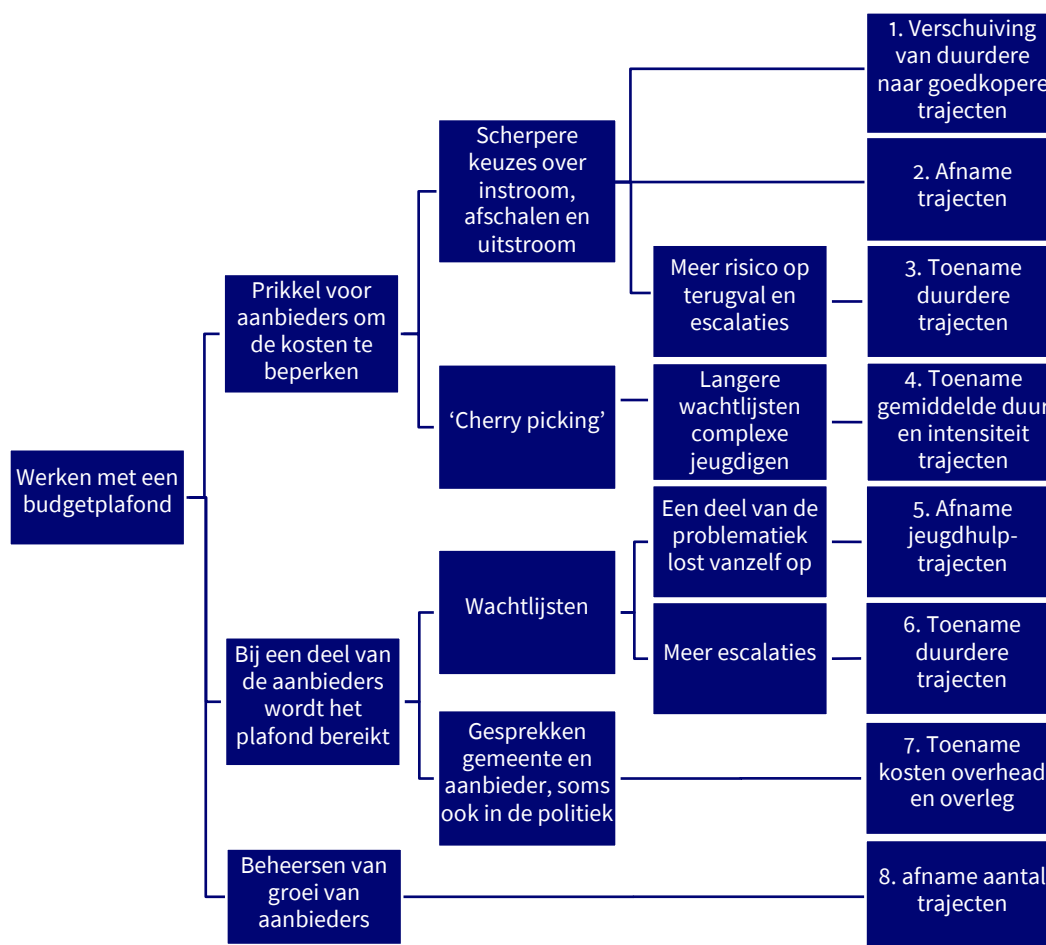 Werken met een
budgetplafond
Prikkel voor
aanbieders om
de kosten te
beperken
Bij een deel van
de aanbieders
wordt het
plafond bereikt
Beheersen van
groei van
aanbieders
Scherpere
keuzes over
instroom,
afschalen en
uitstroom
‘Cherry picking’
Wachtlijsten
Gesprekken
gemeente en
aanbieder, soms
ook in de politiek
Meer risico op
terugval en
escalaties
Langere
wachtlijsten
complexe
jeugdigen
Een deel van de
problematiek
lost vanzelf op
Meer escalaties
1. Verschuiving
van duurdere
naar goedkopere
trajecten
2. Afname
trajecten
3. Toename
duurdere
trajecten
4. Toename
gemiddelde duur
en intensiteit
trajecten
5. Afname
jeugdhulp-
trajecten
6. Toename
duurdere
trajecten
7. Toename
kosten overhead
en overleg
8. afname aantal
trajecten